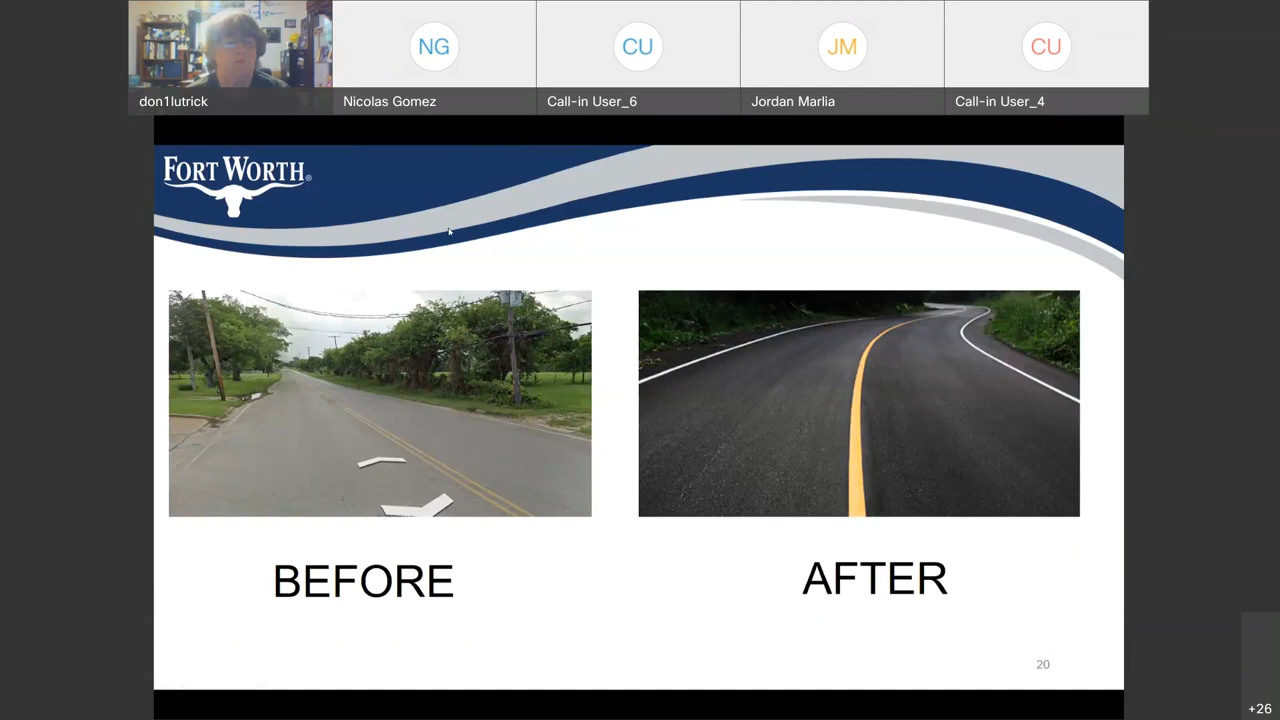 NG
CU
JM
CU
don1lutrick
Nicolas Gomez
Call-in User_6
Jordan Marlia
Call-in User_4
FORT WORTH®
BEFORE
AFTER
20
+26